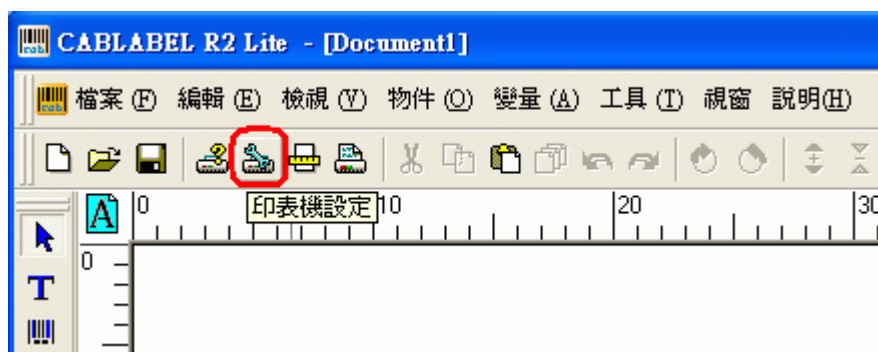 CABLABEL R2 Lite - [Document1]
檔案 (F) 編輯 (E) 檢視 (V) 物件 (O) 變量 (A) 工具 (T) 視窗 說明(H)
印表機設定
A 0 10 20 30
0
T